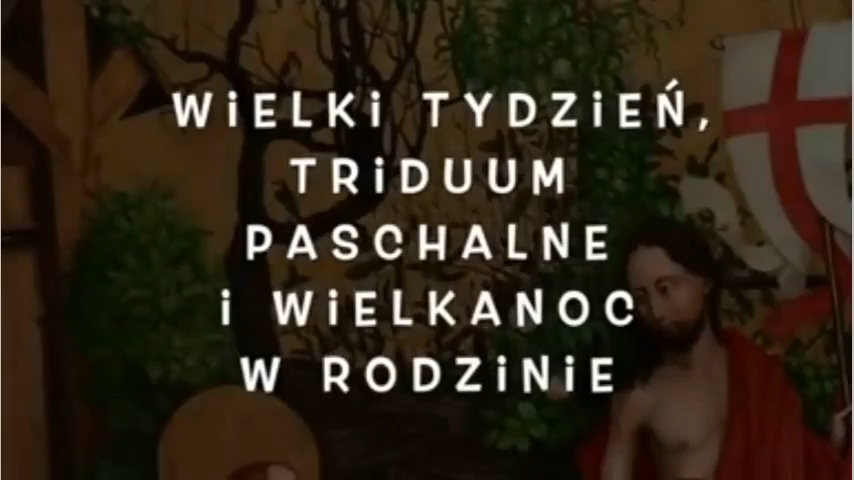 WiELKi TYDZiEŃ,
TRiDUUM
PASCHALNE
i WiELKANOC
W RODZiNiE